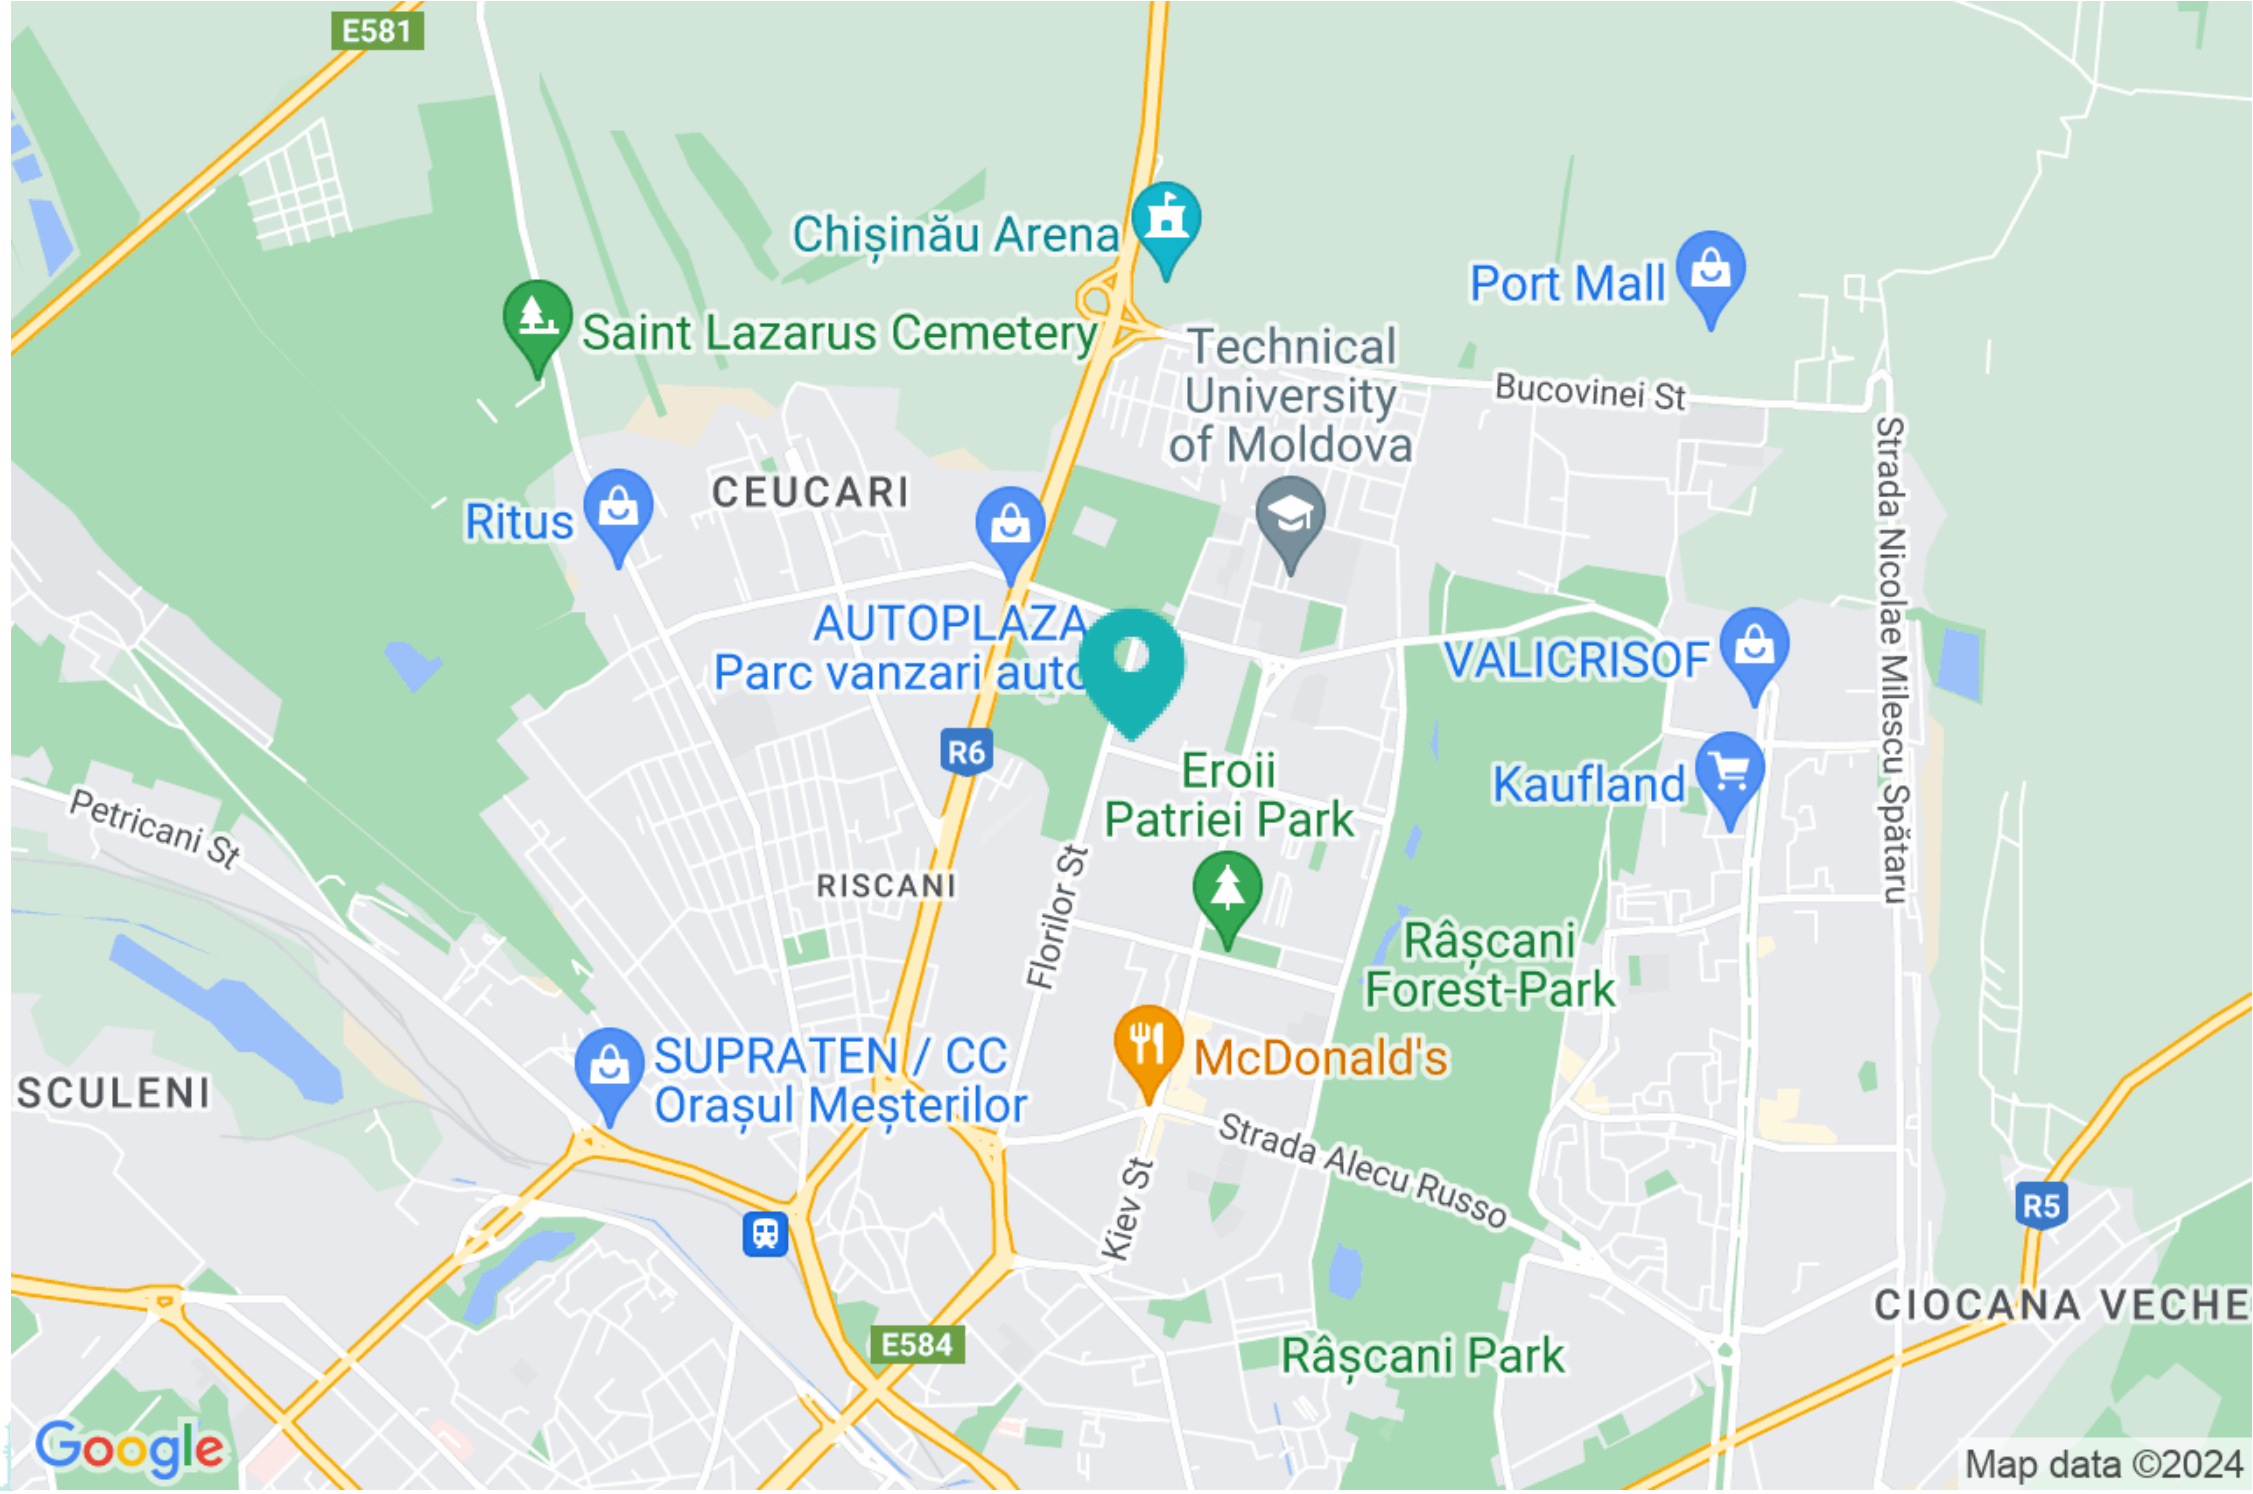 E581
Chișinău Arena
Port Mall
Saint Lazarus Cemetery
Technical
University
of Moldova
Bucovinei St
Strada Nicolae Milescu Spătaru
CEUCARI
Ritus
AUTOPLAZA
Parc vanzari auto
VALICRISOF
R6
Eroii
Patriei Park
Kaufland
Petricani St
RISCANI
Florilor St
Râșcani
Forest-Park
SUPRATEN / CC
Orașul Meșterilor
McDonald's
SCULENI
Strada Alecu Russo
Kiev St
R5
CIOCANA VECHE
E584
Râșcani Park
Google
Map data ©2024